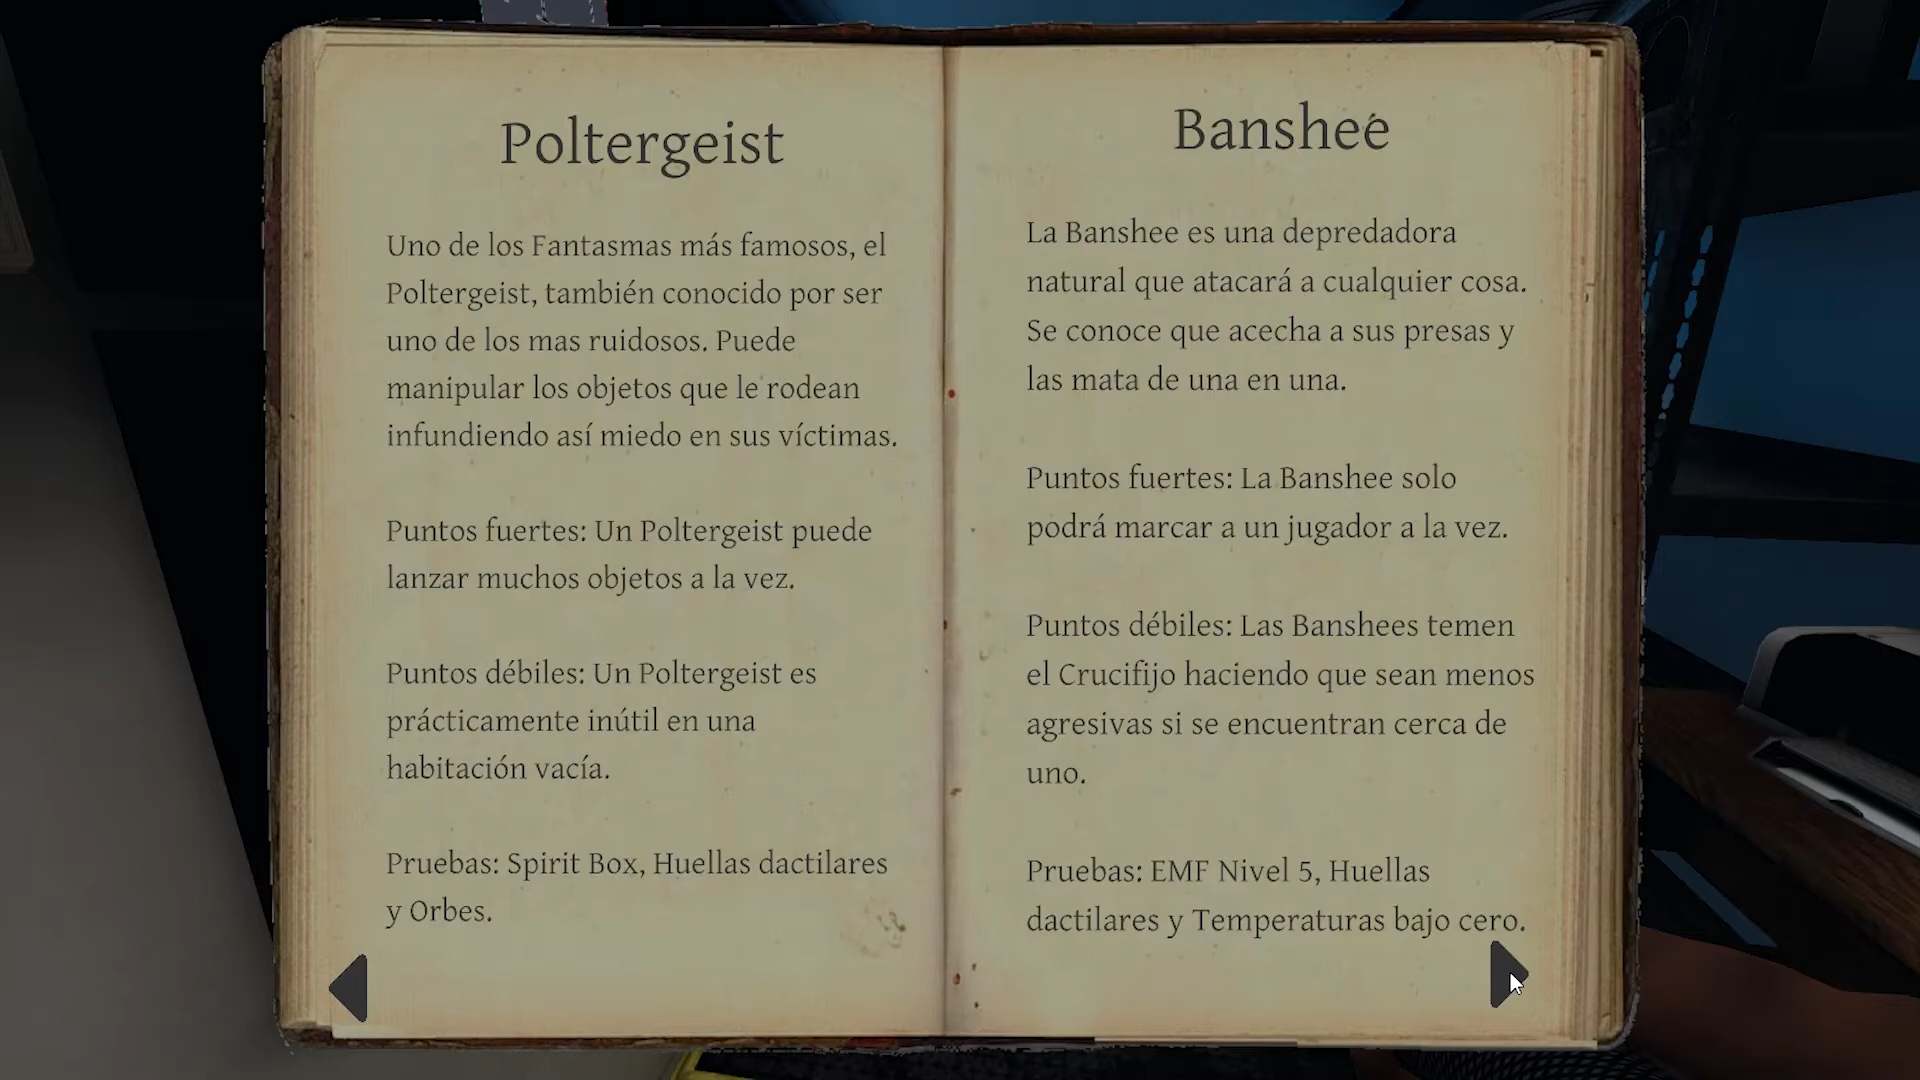 Poltergeist
Uno de los Fantasmas más famosos, el
Poltergeist, también conocido por ser
uno de los mas ruidosos. Puede
manipular los objetos que le rodean
infundiendo así miedo en sus víctimas.
Puntos fuertes: Un Poltergeist puede
lanzar muchos objetos a la vez.
Puntos débiles: Un Poltergeist es
prácticamente inútil en una
habitación vacía.
Pruebas: Spirit Box, Huellas dactilares
y Orbes.
Banshee
La Banshee es una depredadora
natural que atacará a cualquier cosa.
Se conoce que acecha a sus presas y
las mata de una en una.
Puntos fuertes: La Banshee solo
podrá marcar a un jugador a la vez.
Puntos débiles: Las Banshees temen
el Crucifijo haciendo que sean menos
agresivas si se encuentran cerca de
uno.
Pruebas: EMF Nivel 5, Huellas
dactilares y Temperaturas bajo cero.